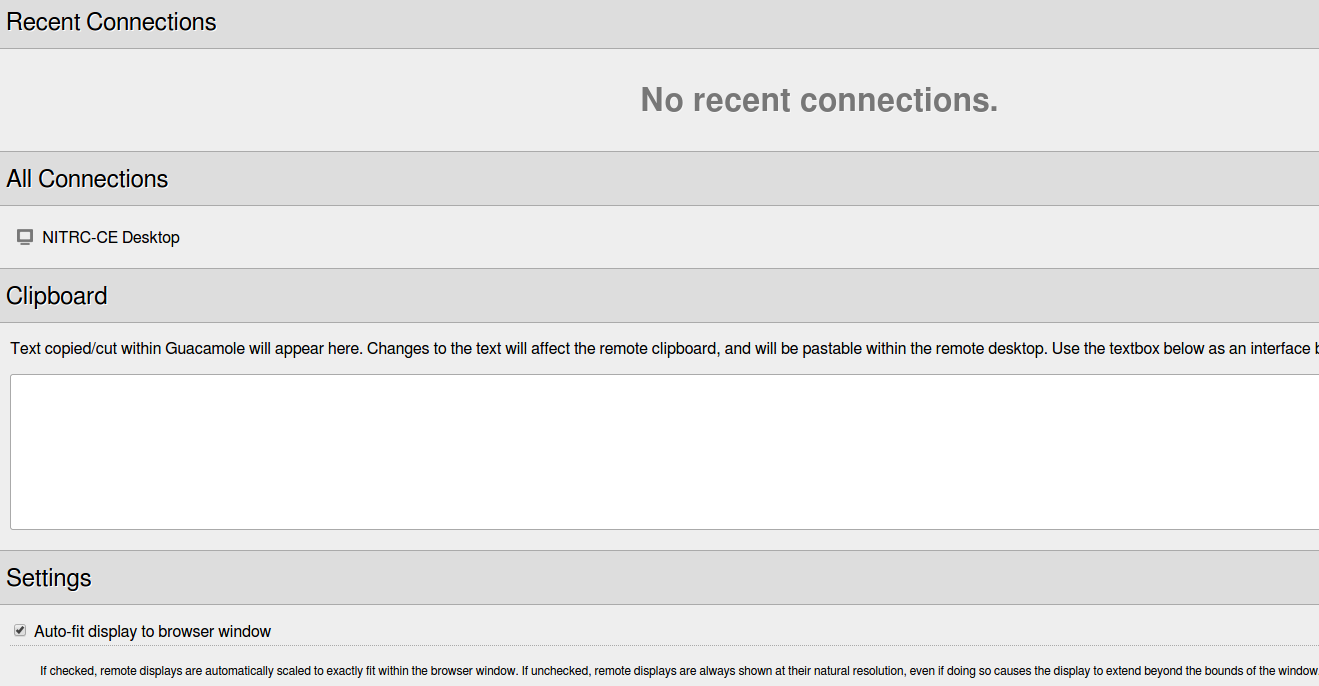 Recent Connections
No recent connections.
All Connections
NITRC-CE Desktop
Clipboard
Text copied/cut within Guacamole will appear here. Changes to the text will affect the remote clipboard, and will be pastable within the remote desktop. Use the textbox below as an interface
Settings
Auto-fit display to browser window
If checked, remote displays are automatically scaled to exactly fit within the browser window. If unchecked, remote displays are always shown at their natural resolution, even if doing so causes the display to extend beyond the bounds of the window